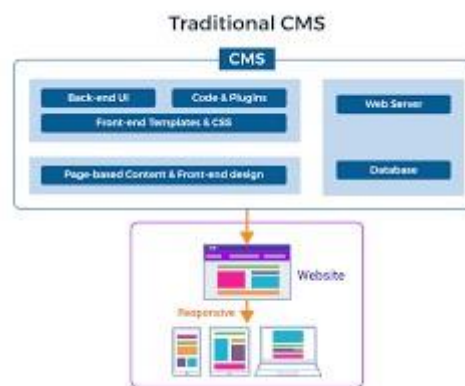 Traditional CMS
CMS
Back-end UI
Code & Plugins
Front-end Templates & CSS
Page-based Content & Front-end design
Web Server
Database
Website
Responsive